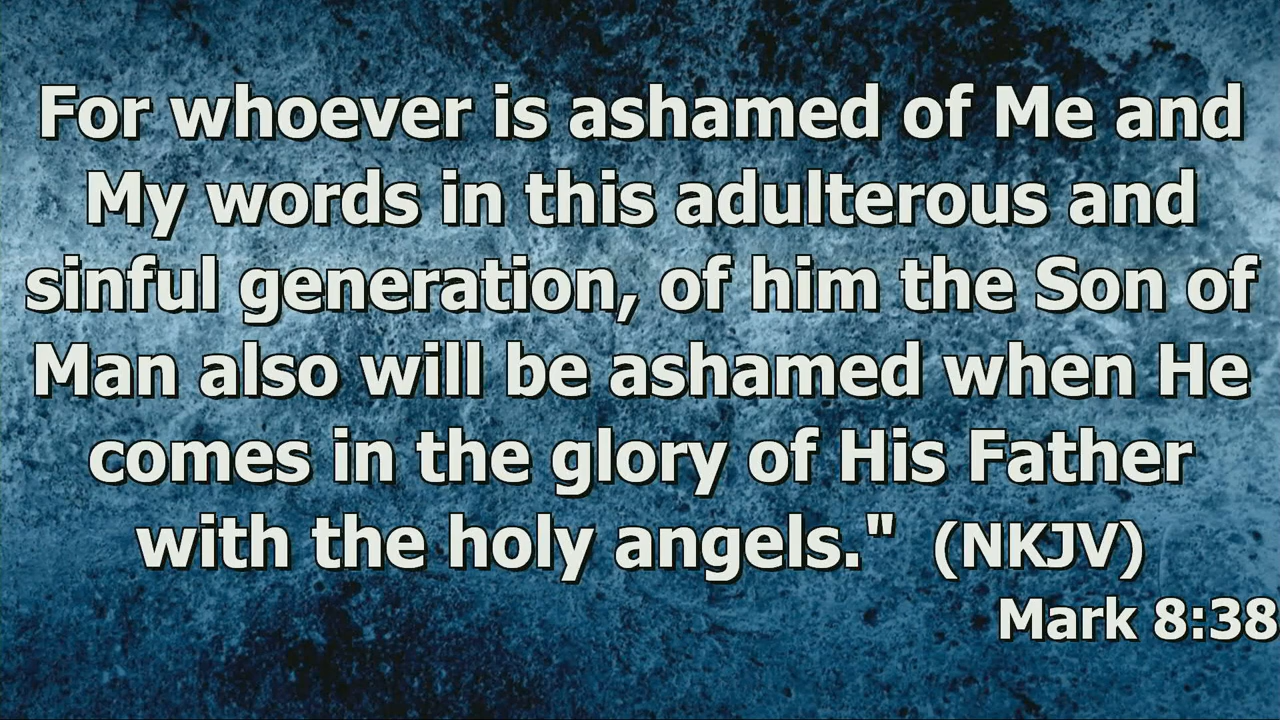 For whoever is ashamed of Me and
My words in this adulterous and
sinful generation, of him the Son of
Man also will be ashamed when He
comes in the glory of His Father
with the holy angels." (NKJV)
Mark 8:38